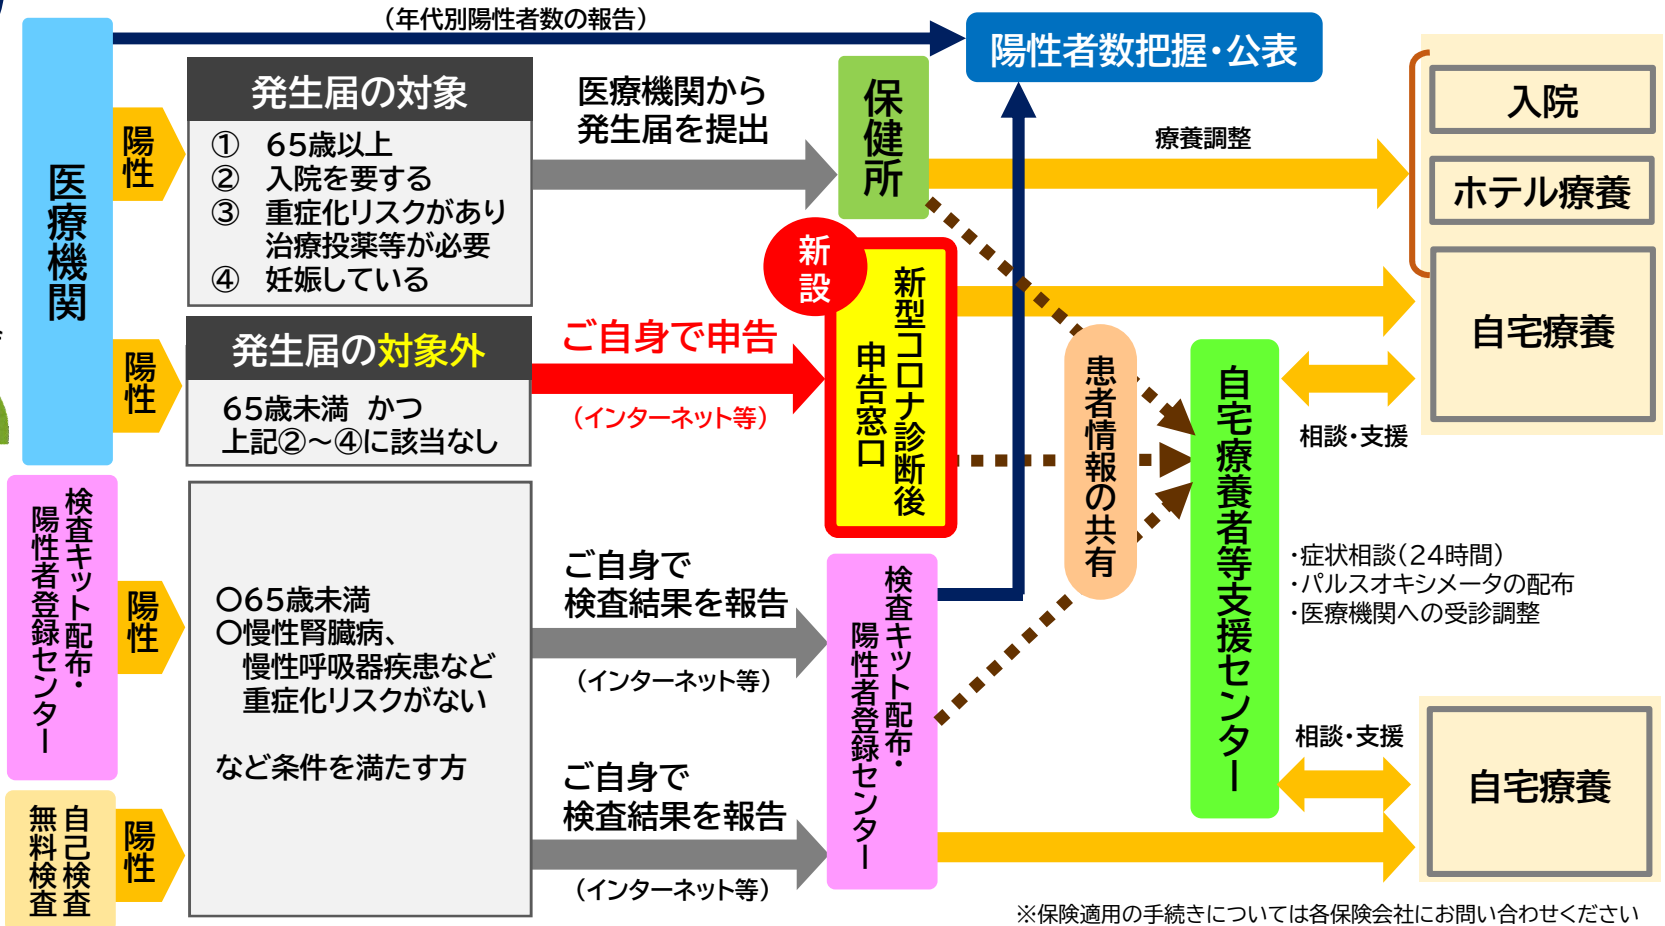 （年代別陽性者数の報告）
陽性者数把握・公表
医療機関
陽性
発生届の対象
① 65歳以上
② 入院を要する
③ 重症化リスクがあり
治療投薬等が必要
④ 妊娠している
医療機関から
発生届を提出
保健所
療養調整
入院
ホテル療養
自宅療養
陽性
発生届の対象外
65歳未満 かつ
上記②～④に該当なし
ご自身で申告
（インターネット等）
新設
新型コロナ診断後
申告窓口
患者情報の共有
自宅療養者等支援センター
相談・支援
・症状相談（24時間）
・パルスオキシメータの配布
・医療機関への受診調整
検査キット配布・
陽性者登録センター
陽性
〇65歳未満
〇慢性腎臓病、
慢性呼吸器疾患など
重症化リスクがない
など条件を満たす方
ご自身で
検査結果を報告
（インターネット等）
検査キット配布・
陽性者登録センター
相談・支援
自宅療養
自己検査
無料検査
陽性
ご自身で
検査結果を報告
（インターネット等）
※保険適用の手続きについては各保険会社にお問い合わせください